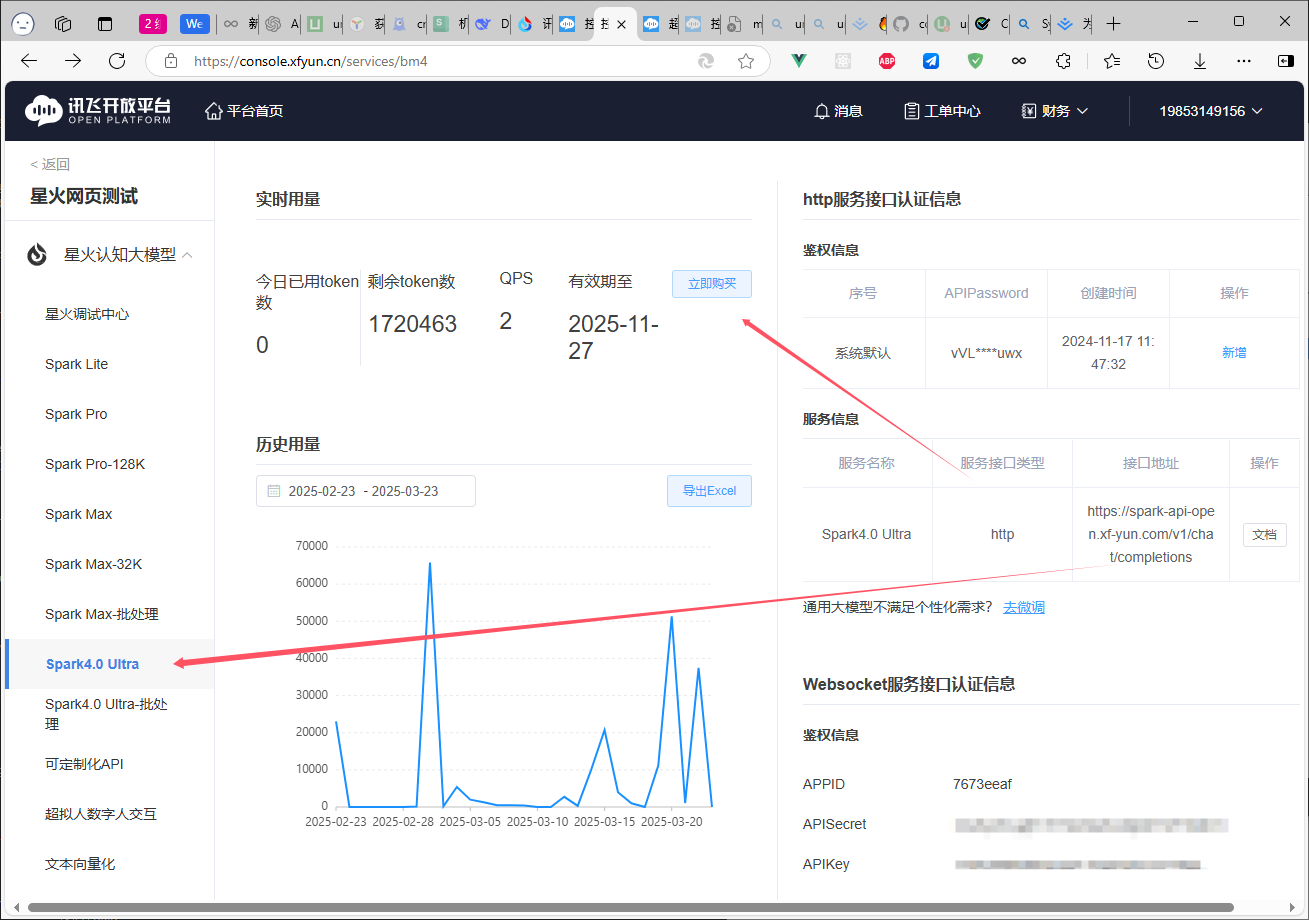 2 纟
We
https://console.xfyun.cn/services/bm4
ABP
讯飞开放平台
OPEN PLATFORM
平台首页
消息
工单中心
财务
19853149156
< 返回
星火网页测试
星火认知大模型
星火调试中心
Spark Lite
Spark Pro
Spark Pro-128K
Spark Max
Spark Max-32K
Spark Max-批处理
Spark4.0 Ultra
Spark4.0 Ultra-批处
理
可定制化API
超拟人数字人交互
文本向量化
实时用量
今日已用token
数
0
剩余token数
1720463
QPS
2
有效期至
2025-11-
27
立即购买
历史用量
2025-02-23 - 2025-03-23
导出Excel
70000
60000
50000
40000
30000
20000
10000
0
2025-02-23 2025-02-28 2025-03-05 2025-03-10 2025-03-15 2025-03-20
http服务接口认证信息
鉴权信息
序号 APIPassword 创建时间 操作
系统默认 vVL****uwx 2024-11-17 11:
47:32 新增
服务信息
服务名称 服务接口类型 接口地址 操作
Spark4.0 Ultra http https://spark-api-ope
n.xf-yun.com/v1/cha
t/completions 文档
通用大模型不满足个性化需求? 去微调
Websocket服务接口认证信息
鉴权信息
APPID 7673eeaf
APISecret
APIKey